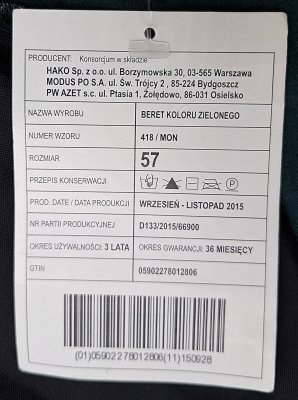 PRODUCENT: Konsorcjum w składzie
HAKO Sp. z o.o. ul. Borzymowska 30, 03-565 Warszawa
MODUS PO S.A. ul. Św. Trójcy 2 , 85-224 Bydgoszcz
PW AZET s.c. ul. Ptasia 1, Żołędowo, 86-031 Osielsko
NAZWA WYROBU BERET KOLORU ZIELONEGO
NUMER WZORU 418 / MON
ROZMIAR 57
PRZEPIS KONSERWACJI
PROD. DATE / DATA PRODUKCJI WRZESIEŃ - LISTOPAD 2015
NR PARTII PRODUKCYJNEJ D133/2015/66900
OKRES UŻYWALNOŚCI: 3 LATA OKRES GWARANCJI: 36 MIESIĘCY
GTIN 05902278012806
(01)05902278012806(11)150928